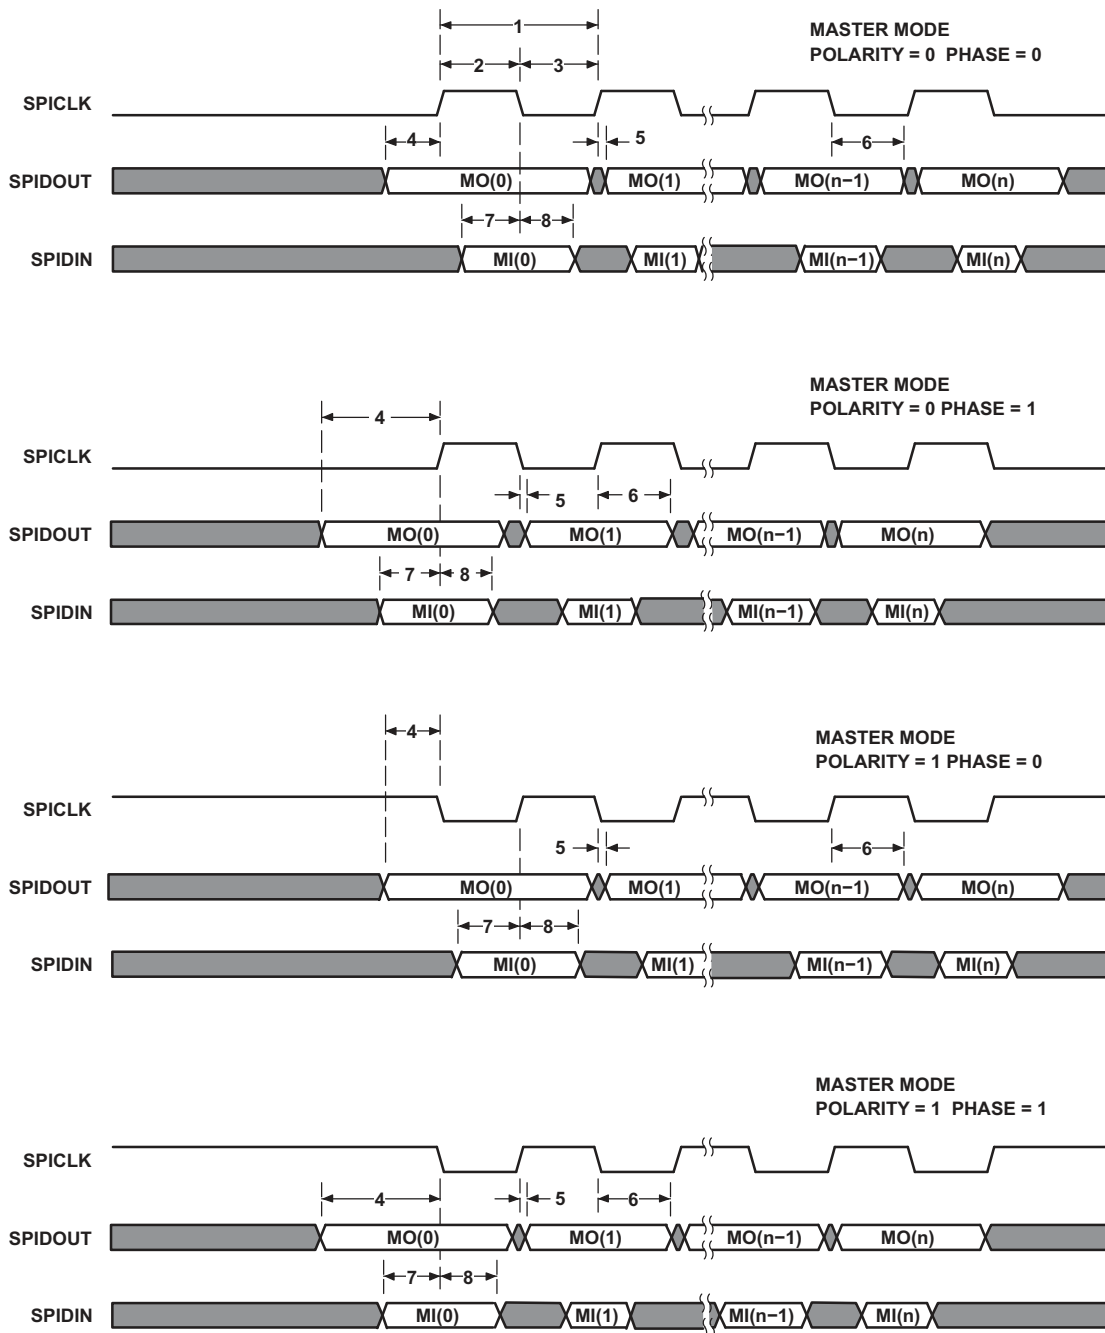 1
MASTER MODE
POLARITY = 0 PHASE = 0
2 3
SPICLK
4 5 6
SPIDOUT MO(0) MO(1) MO(n−1) MO(n)
7 8
SPIDIN MI(0) MI(1) MI(n−1) MI(n)
MASTER MODE
POLARITY = 0 PHASE = 1
4
SPICLK
5 6
SPIDOUT MO(0) MO(1) MO(n−1) MO(n)
7 8
SPIDIN MI(0) MI(1) MI(n−1) MI(n)
4
MASTER MODE
POLARITY = 1 PHASE = 0
SPICLK
5 6
SPIDOUT MO(0) MO(1) MO(n−1) MO(n)
7 8
SPIDIN MI(0) MI(1) MI(n−1) MI(n)
MASTER MODE
POLARITY = 1 PHASE = 1
SPICLK
4 5 6
SPIDOUT MO(0) MO(1) MO(n−1) MO(n)
7 8
SPIDIN MI(0) MI(1) MI(n−1) MI(n)